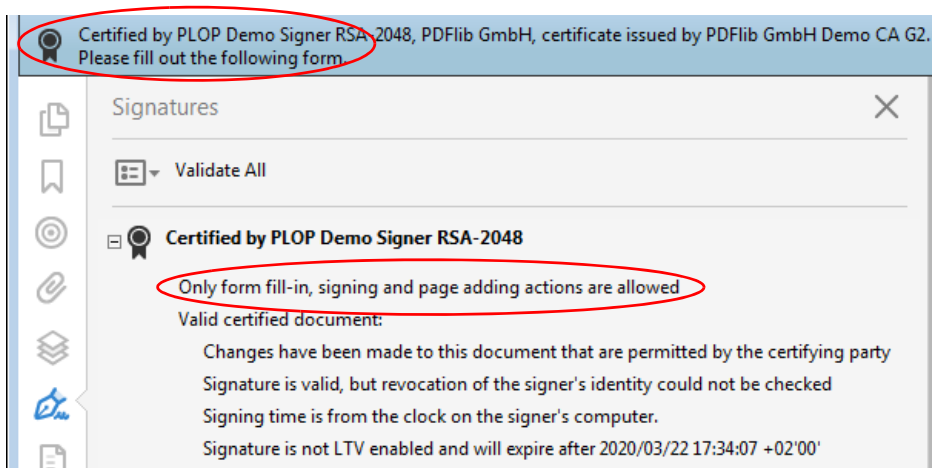 Certified by PLOP Demo Signer RSA-2048, PDFlib GmbH, certificate issued by PDFlib GmbH Demo CA G2.
Please fill out the following form.
Signatures
Validate All
Certified by PLOP Demo Signer RSA-2048
Only form fill-in, signing and page adding actions are allowed
Valid certified document:
Changes have been made to this document that are permitted by the certifying party
Signature is valid, but revocation of the signer's identity could not be checked
Signing time is from the clock on the signer's computer.
Signature is not LTV enabled and will expire after 2020/03/22 17:34:07 +02'00'